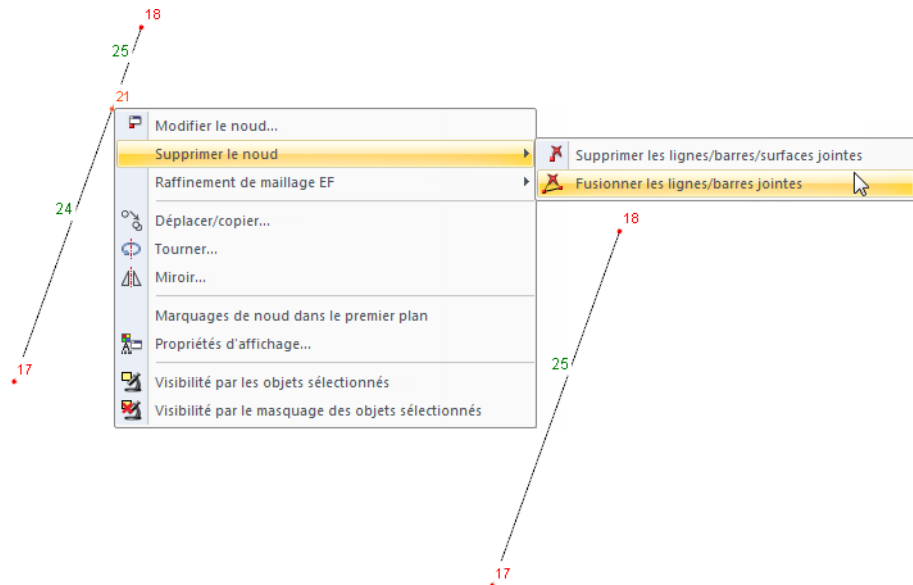 18
25
21
Modifier le noud...
Supprimer le noud
Supprimer les lignes/barres/surfaces jointes
Raffinement de maillage EF
Fusionner les lignes/barres jointes
24
Déplacer/copier...
18
Tourner...
Miroir...
Marquages de noud dans le premier plan
Propriétés d'affichage...
17
25
Visibilité par les objets sélectionnés
Visibilité par le masquage des objets sélectionnés
17